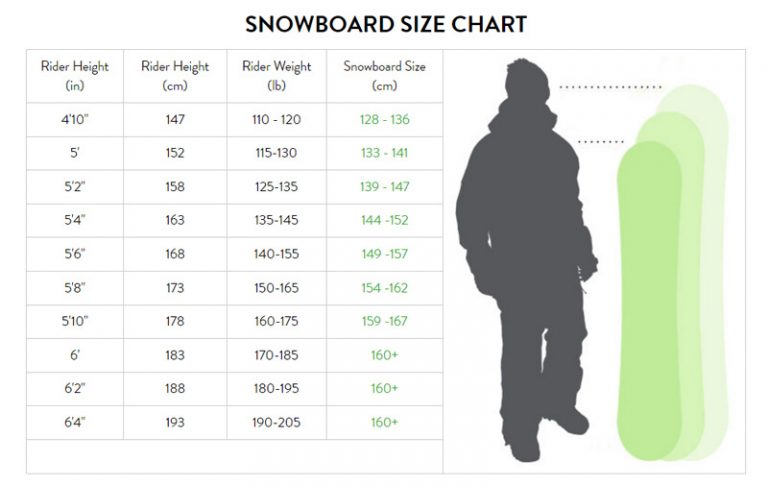 SNOWBOARD SIZE CHART
Rider Height Rider Height Rider Weight Snowboard Size
(in) (cm) (lb) (cm)
4'10" 147 110 - 120 128 - 136
5' 152 115-130 133 - 141
5'2" 158 125-135 139 - 147
5'4" 163 135-145 144 -152
5'6" 168 140-155 149 -157
5'8" 173 150-165 154 -162
5'10" 178 160-175 159 -167
6' 183 170-185 160+
6'2" 188 180-195 160+
6'4" 193 190-205 160+